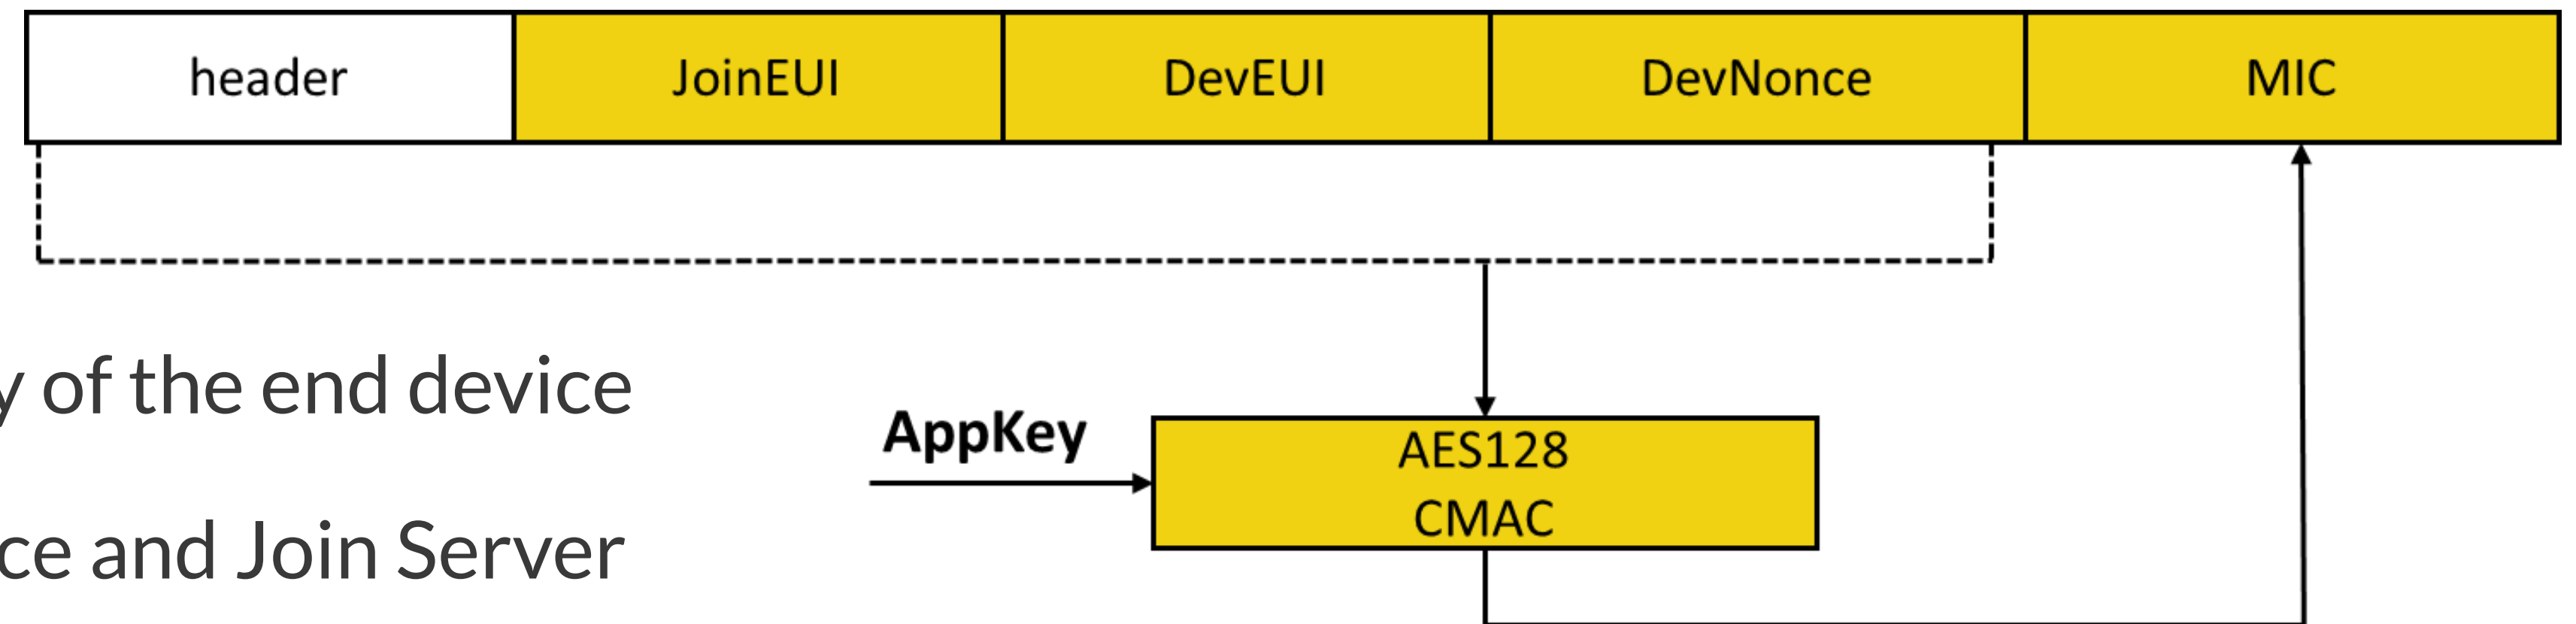 header JoinEUI DevEUI DevNonce MIC
y of the end device
AppKey
AES128
CMAC
ce and Join Server